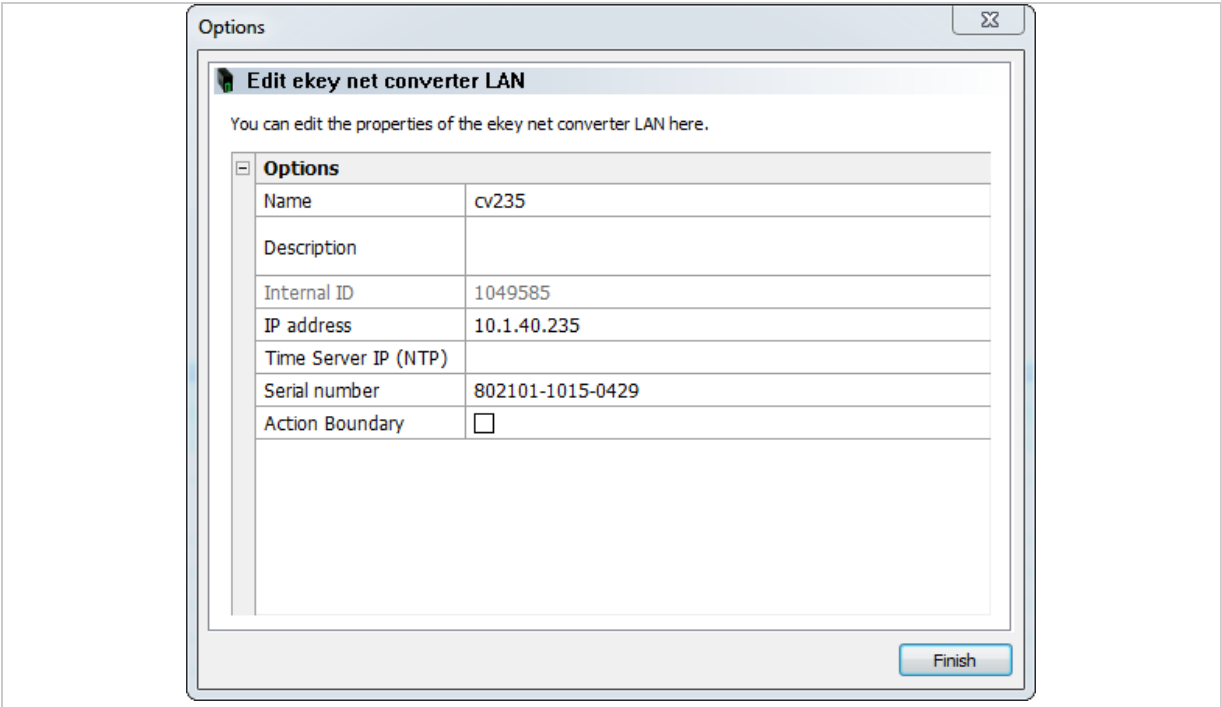 Options
Edit ekey net converter LAN
You can edit the properties of the ekey net converter LAN here.
Options
Name cv235
Description
Internal ID 1049585
IP address 10.1.40.235
Time Server IP (NTP)
Serial number 802101-1015-0429
Action Boundary
Finish